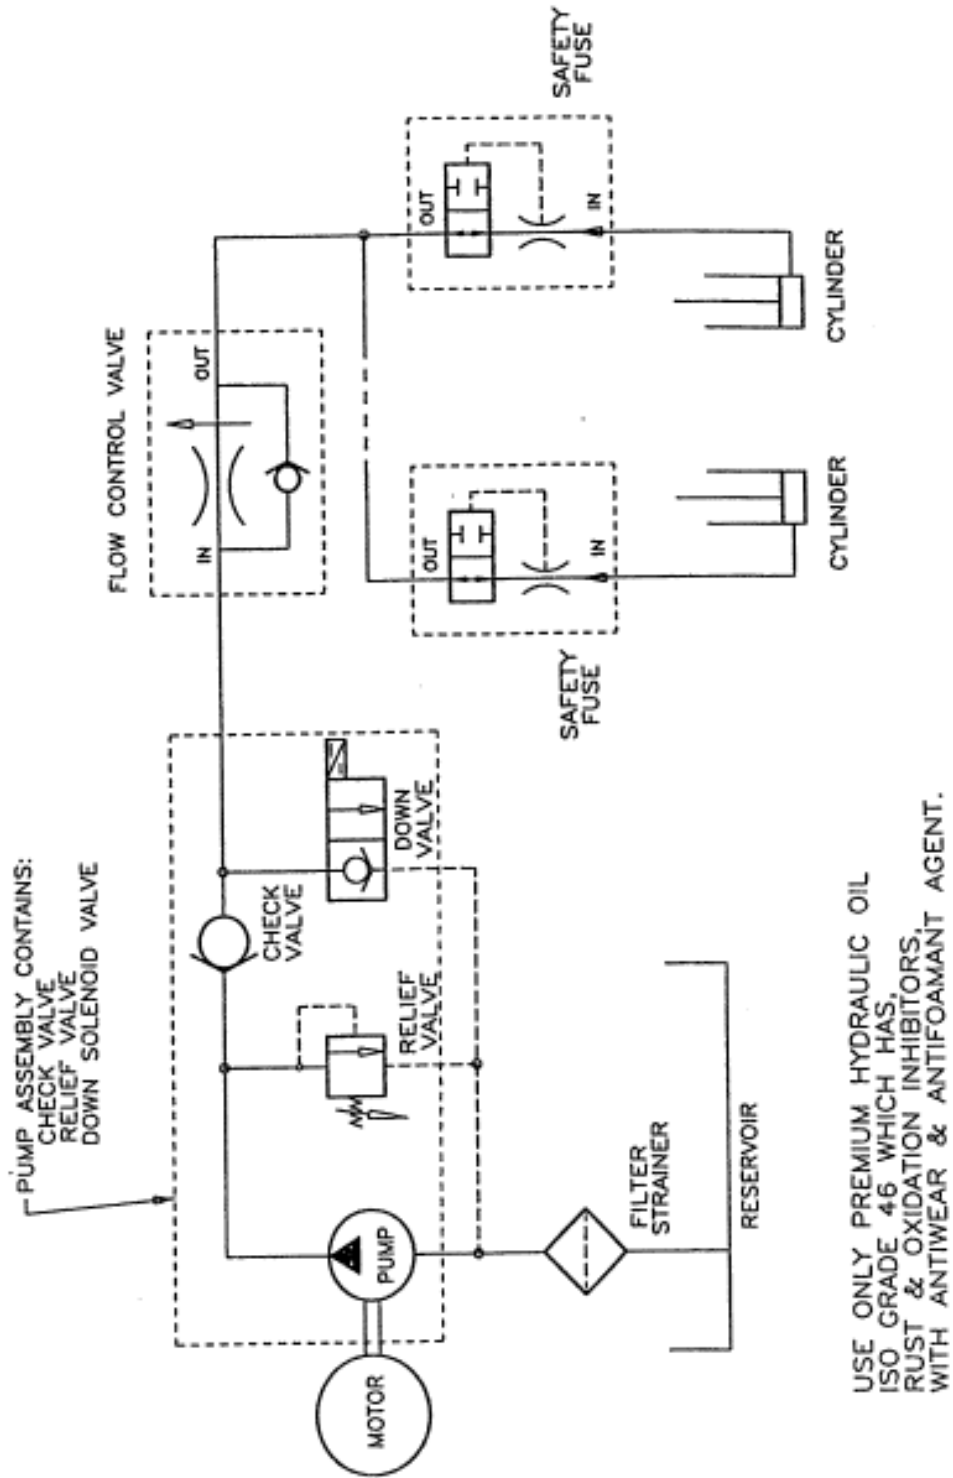 PUMP ASSEMBLY CONTAINS:
CHECK VALVE
RELIEF VALVE
DOWN SOLENOID VALVE
FLOW CONTROL VALVE
IN
OUT
CHECK
VALVE
DOWN
VALVE
RELIEF
VALVE
MOTOR
PUMP
FILTER
STRAINER
RESERVOIR
SAFETY
FUSE
OUT
IN
CYLINDER
SAFETY
FUSE
OUT
IN
CYLINDER
USE ONLY PREMIUM HYDRAULIC OIL
ISO GRADE 46 WHICH HAS,
RUST & OXIDATION INHIBITORS,
WITH ANTIWEAR & ANTIFOAMANT AGENT.